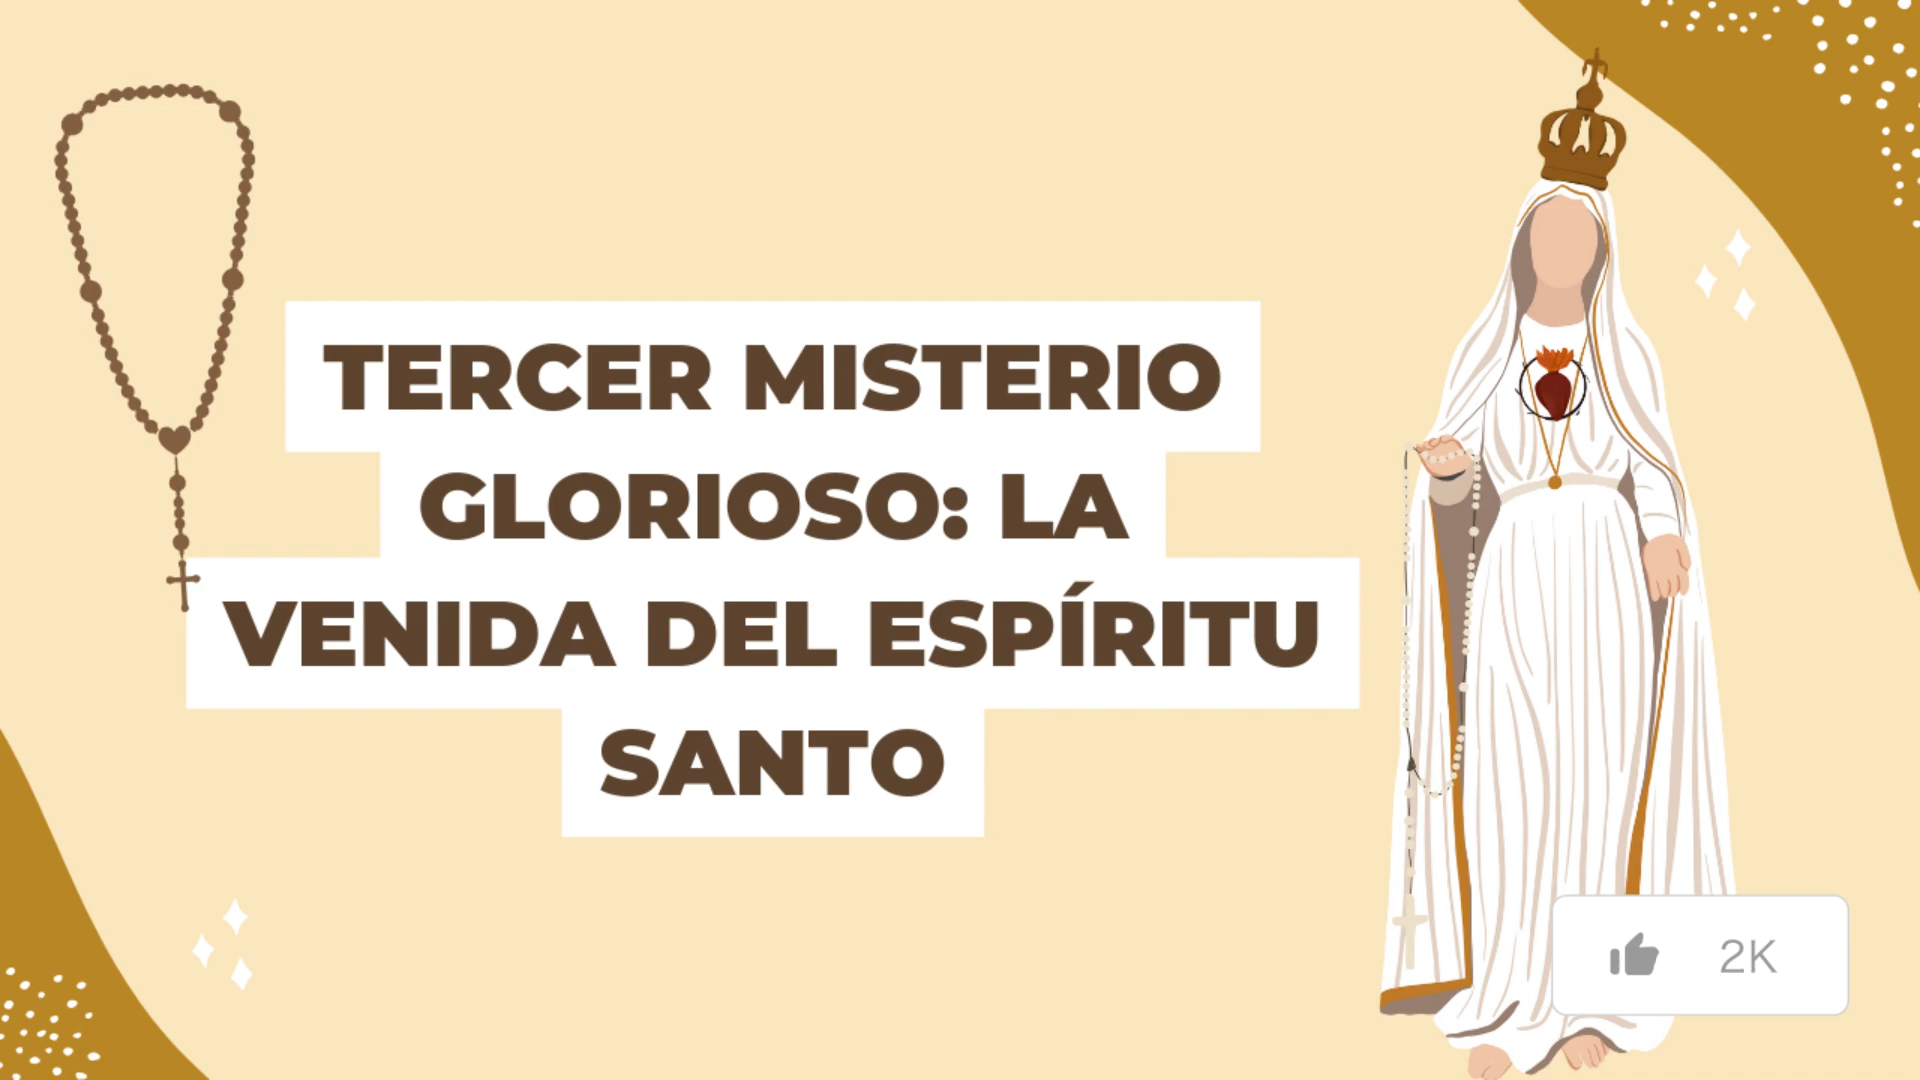 TERCER MISTERIO
GLORIOSO: LA
VENIDA DEL ESPÍRITU
SANTO
2K